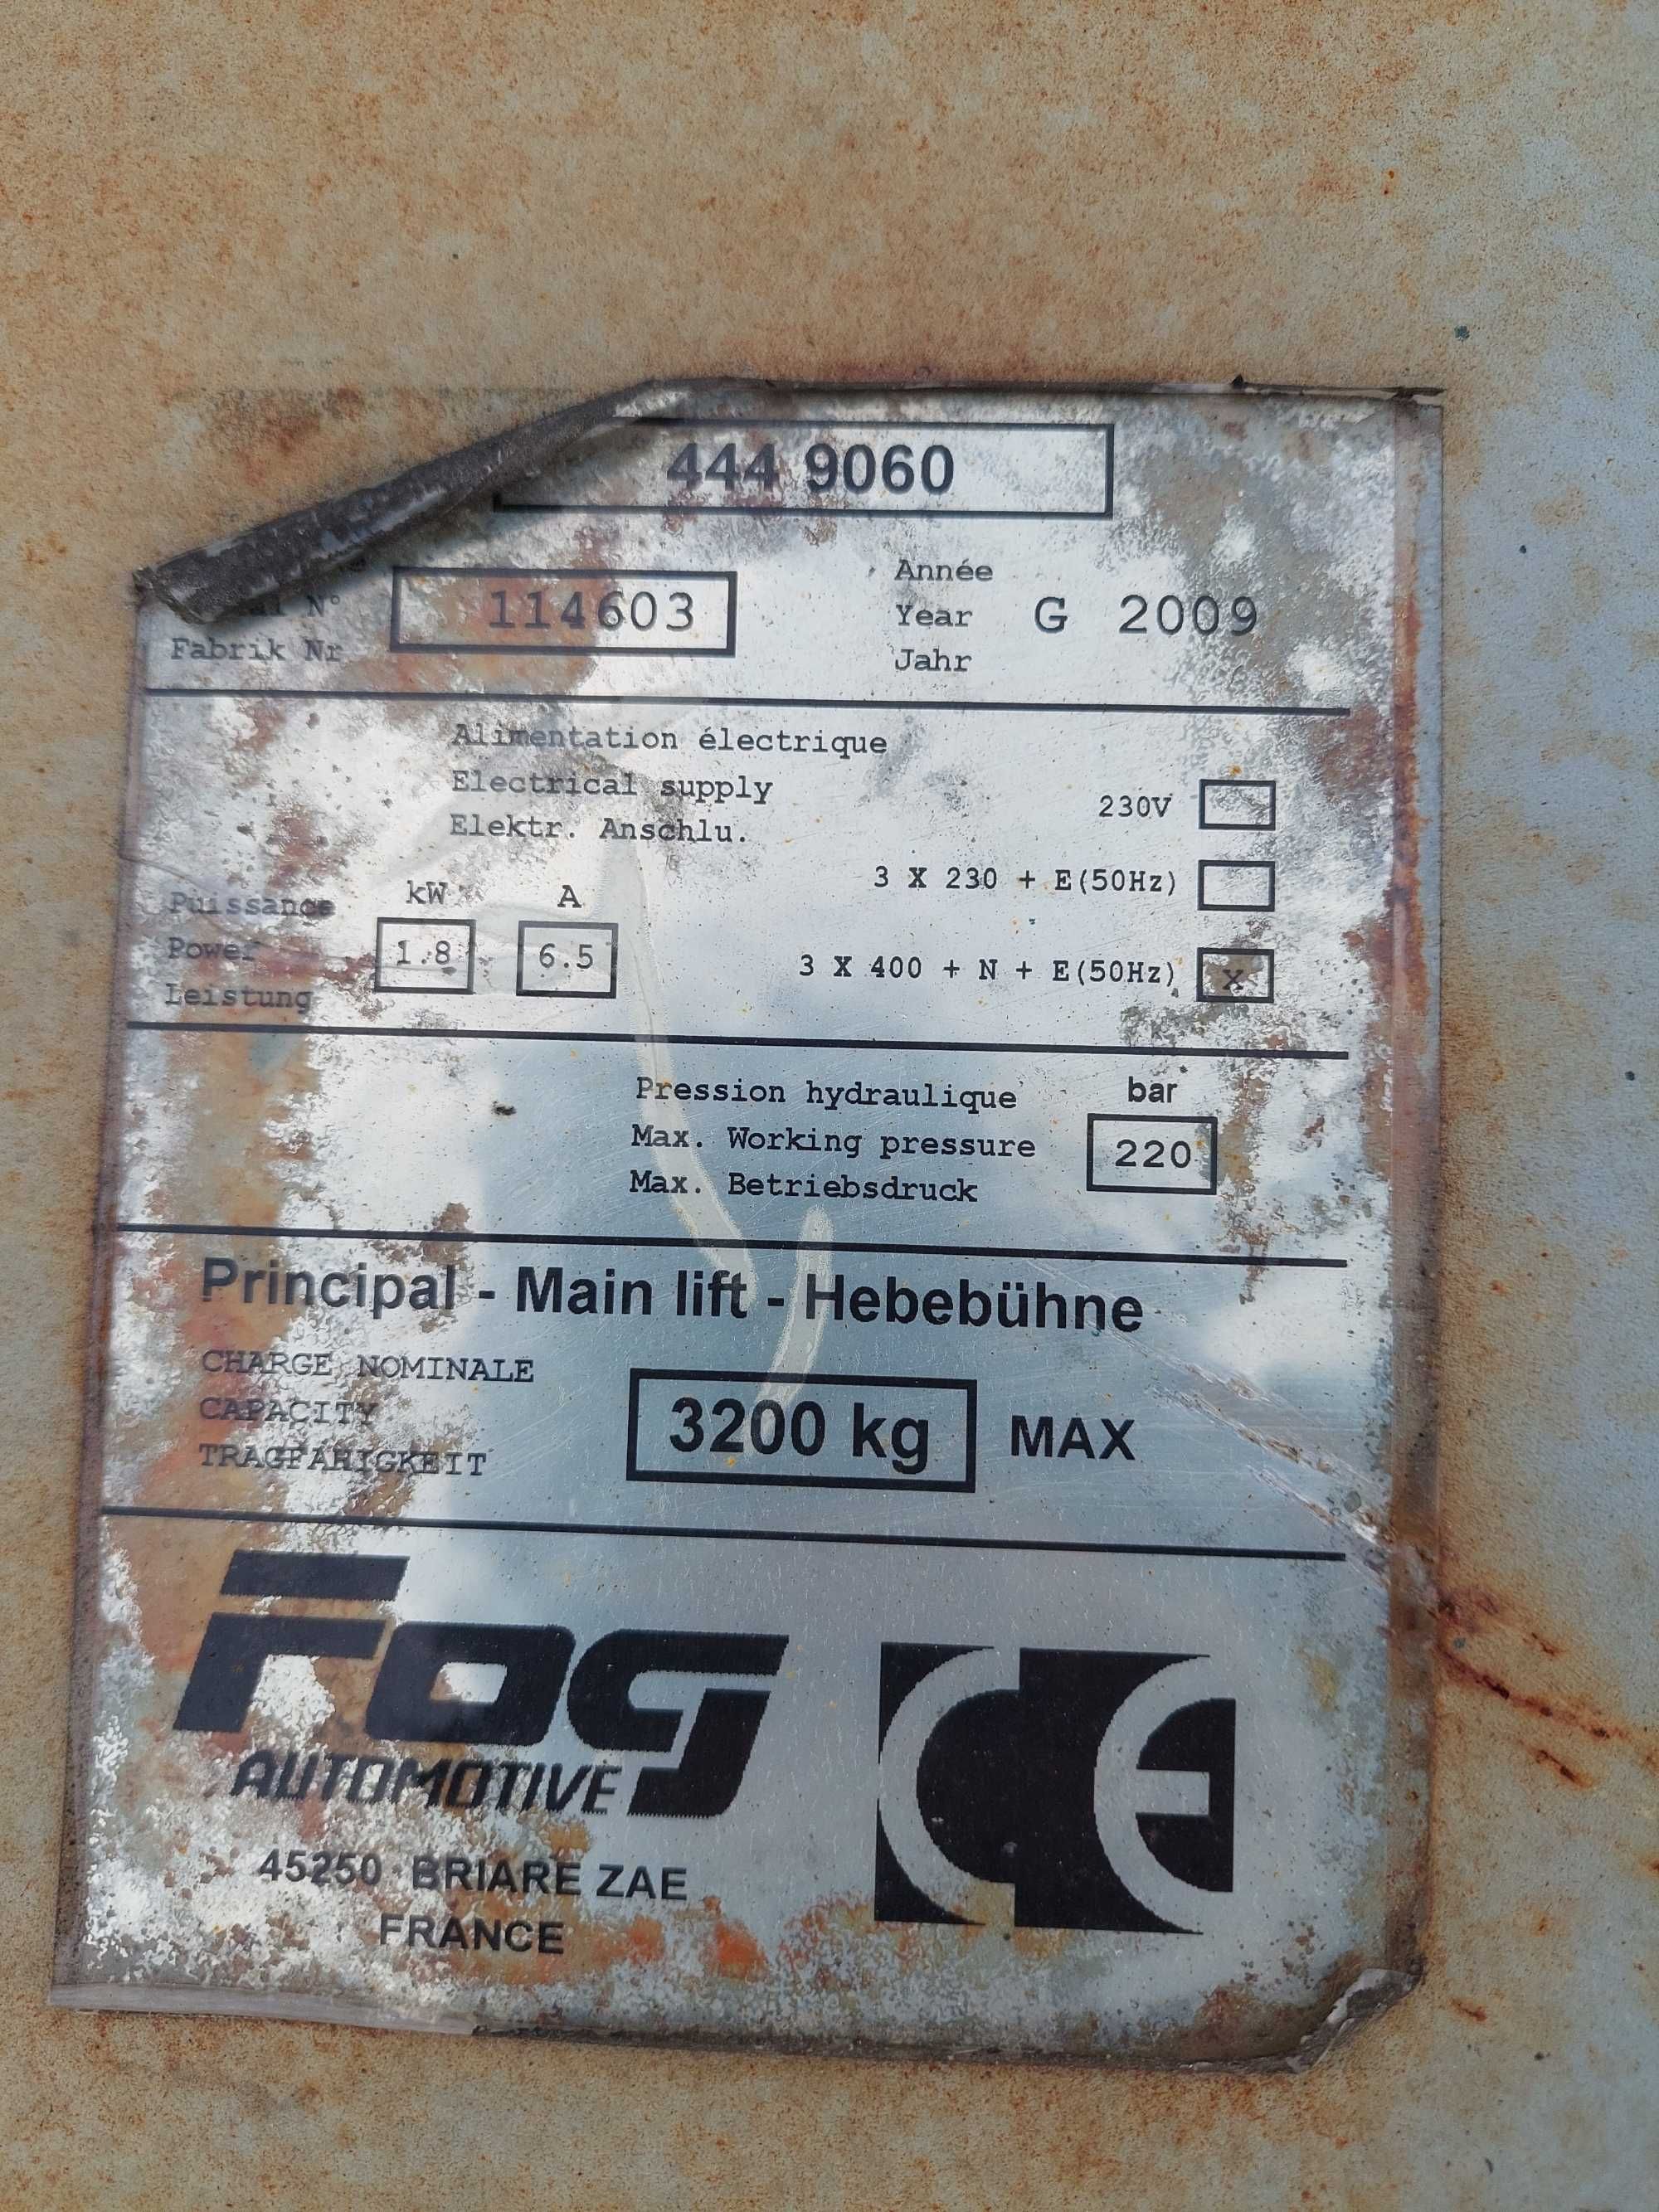 444 9060
N° 114603
Fabrik Nr
Année
Year G 2009
Jahr
Alimentation électrique
Electrical supply
Elektr. Anschlu.
230V
3 X 230 + E(50Hz)
3 X 400 + N + E(50Hz) X
Puissance
Power
Leistung
kW A
1.8 6.5
Pression hydraulique
Max. Working pressure
Max. Betriebsdruck
bar
220
Principal - Main lift - Hebebühne
CHARGE NOMINALE
CAPACITY
TRAGFÄHIGKEIT
3200 kg MAX
FOG
AUTOMOTIVE
CE
45250 BRIARE ZAE
FRANCE